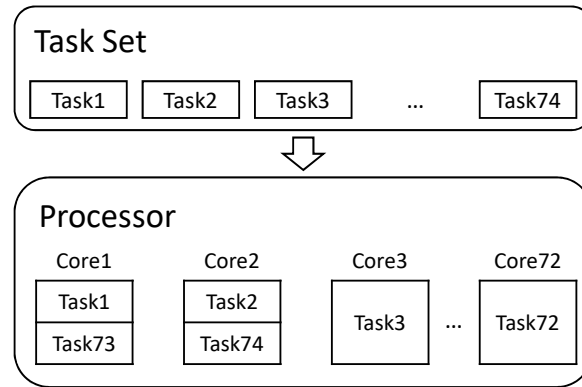 Task Set
Task1 Task2 Task3 ... Task74
Processor
Core1 Core2 Core3 Core72
Task1 Task2 Task3 ... Task72
Task73 Task74